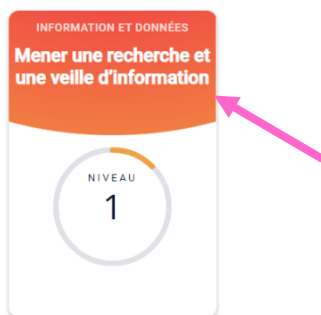 INFORMATION ET DONNÉES
Mener une recherche et
une veille d'information
NIVEAU
1